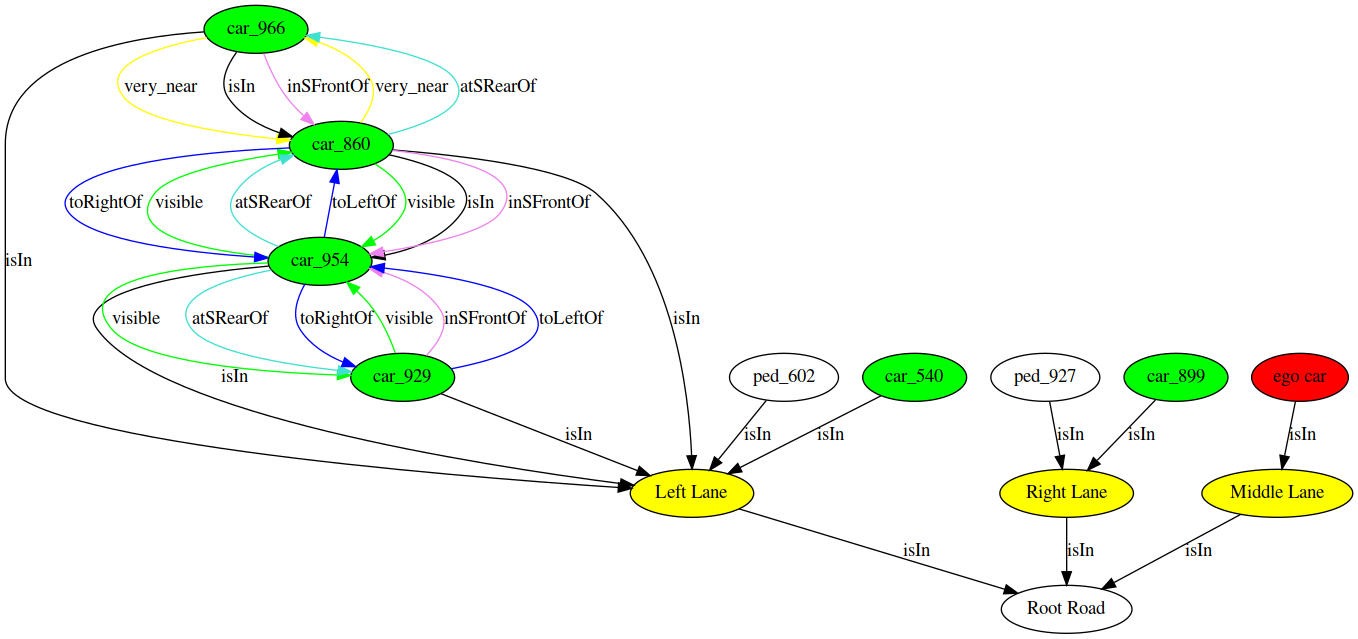 car_966
very_near isIn inSFrontOf very_near atSRearOf
car_860
toRightOf visible atSRearOf toLeftOf visible isIn inSFrontOf
isIn car_954
visible atSRearOf toRightOf visible inSFrontOf toLeftOf isIn
isIn car_929 ped_602 car_540 ped_927 car_899 ego car
isIn isIn isIn isIn isIn isIn
Left Lane Right Lane Middle Lane
isIn isIn isIn
Root Road